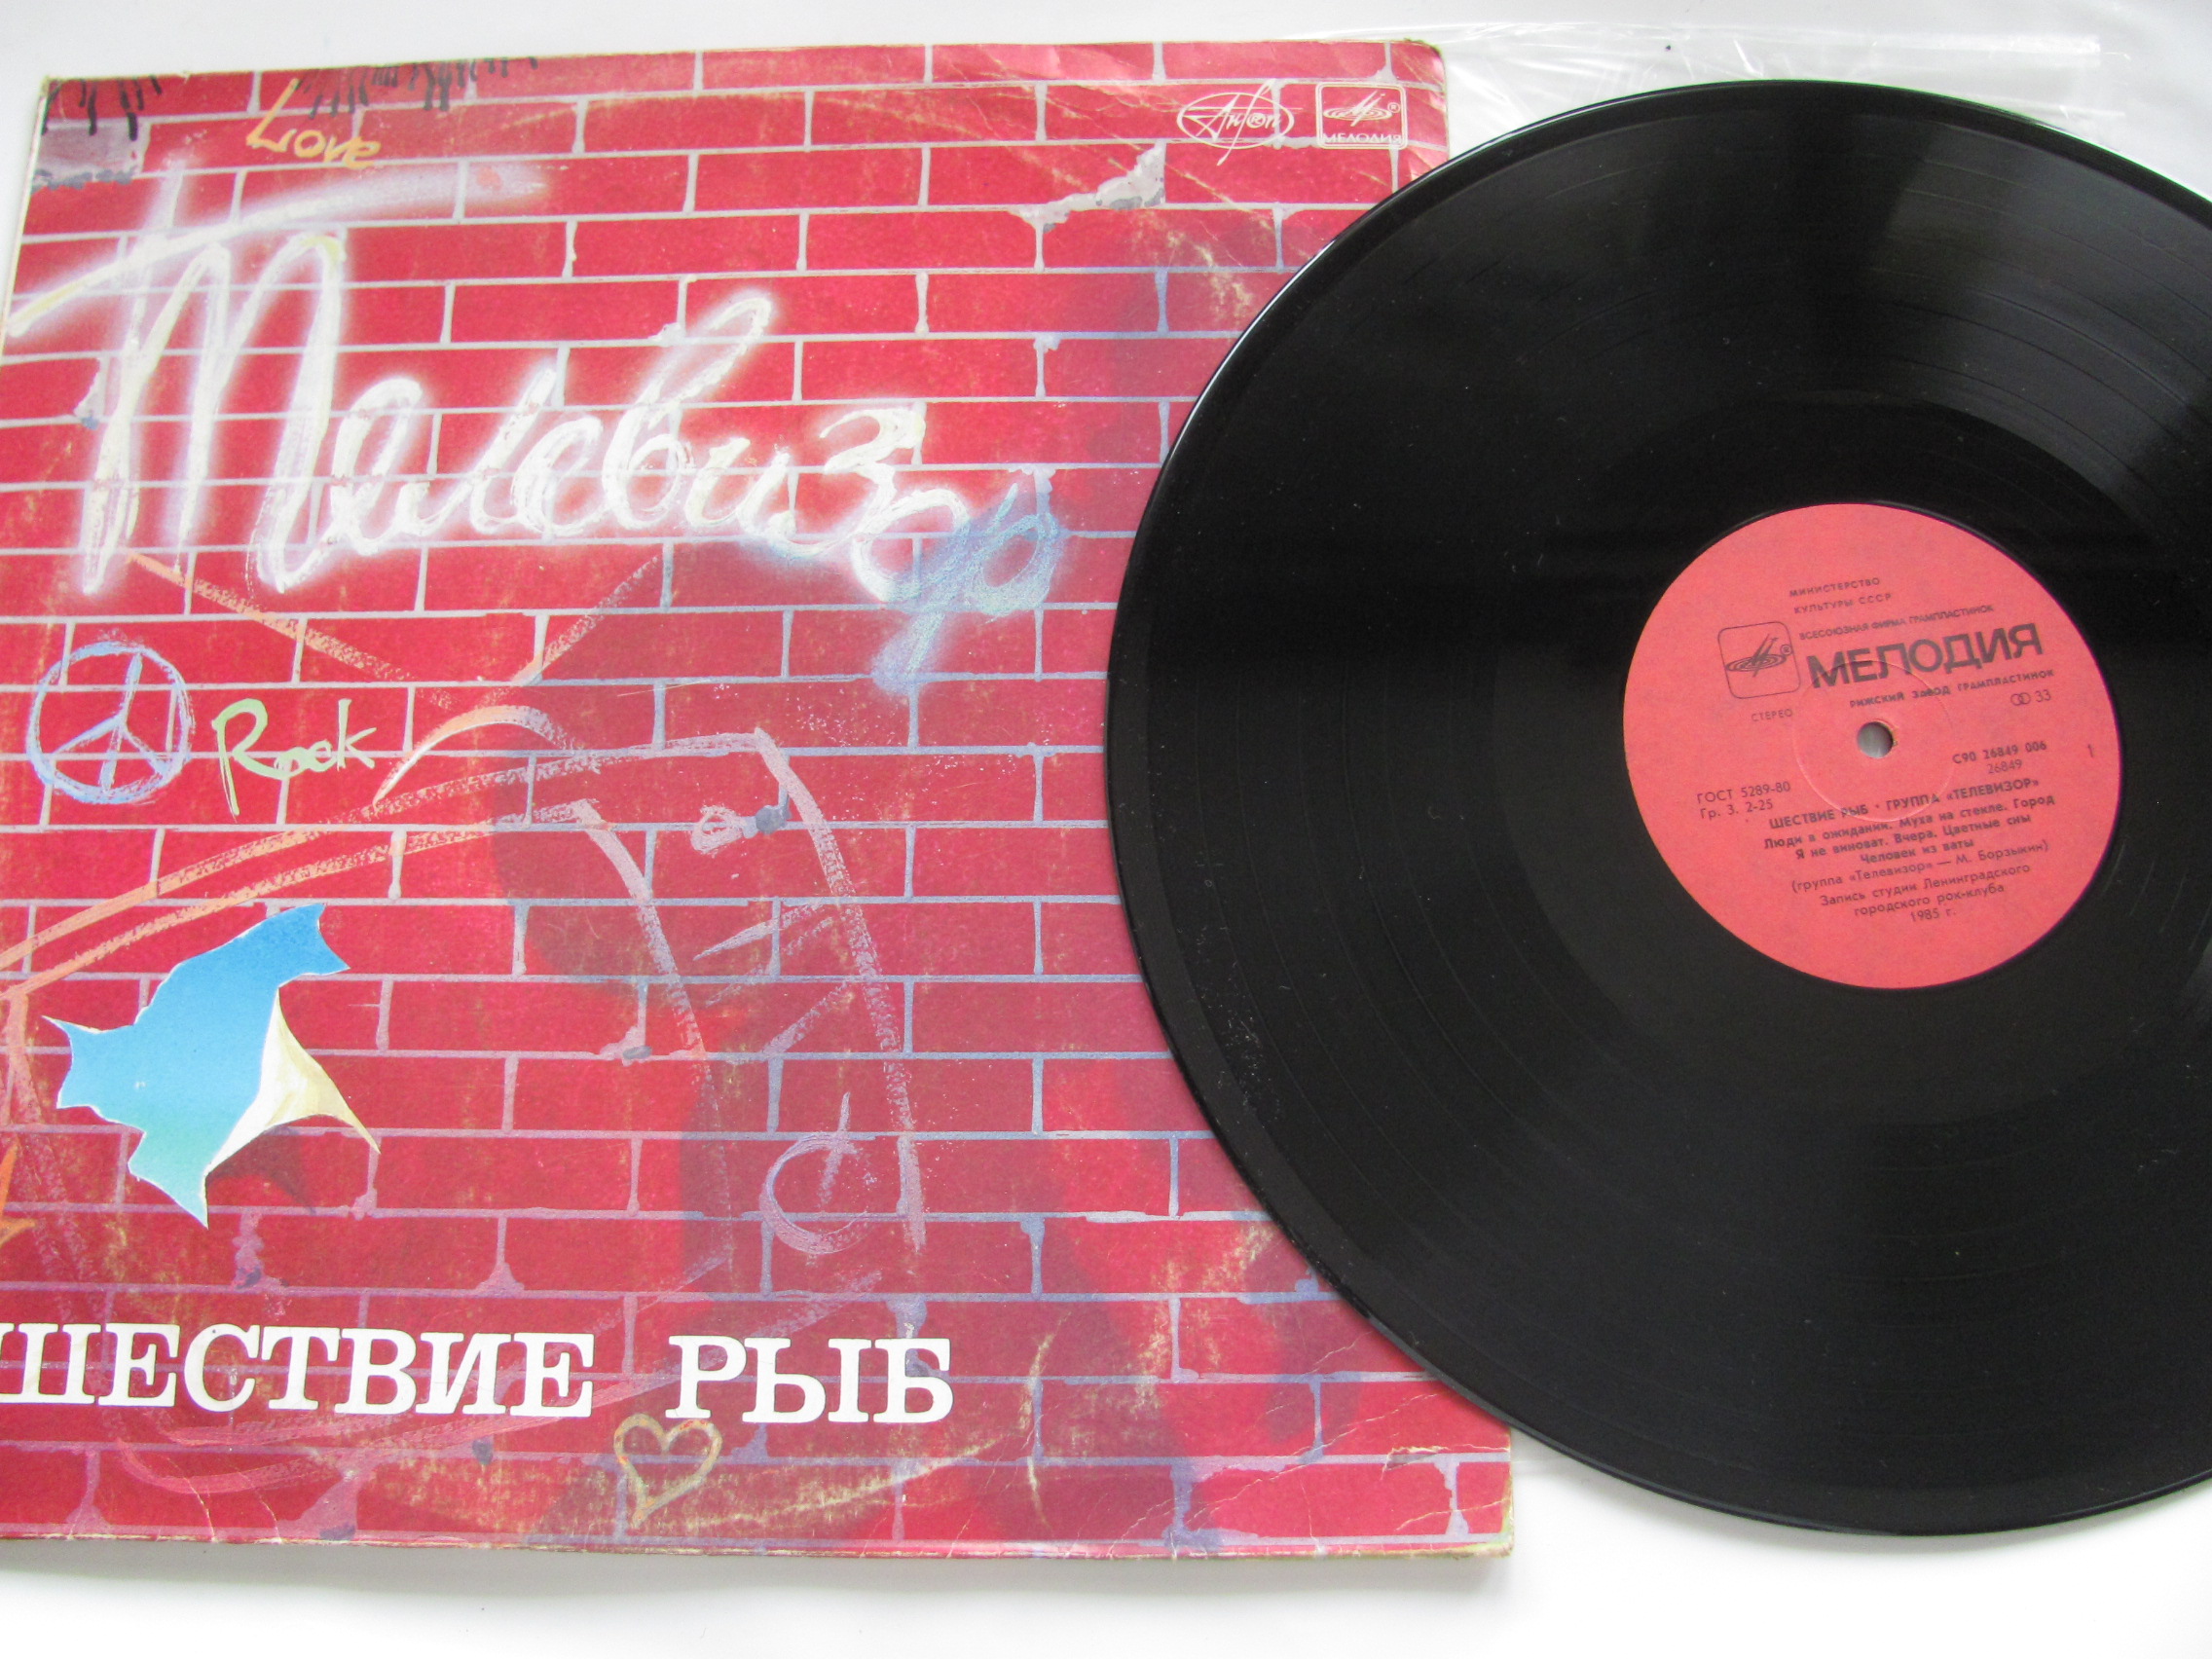 Love
АнТроп
МЕЛОДИЯ
Телевизор
Rock
ШЕСТВИЕ РЫБ
МИНИСТЕРСТВО
КУЛЬТУРЫ СССР
ВСЕСОЮЗНАЯ ФИРМА ГРАМПЛАСТИНОК
МЕЛОДИЯ
РИЖСКИЙ ЗАВОД ГРАМПЛАСТИНОК
СТЕРЕО
33
С90 26849 006
26849
1
ГОСТ 5289-80
Гр. 3. 2-25
ШЕСТВИЕ РЫБ • ГРУППА «ТЕЛЕВИЗОР»
Люди в ожидании. Муха на стекле. Город
Я не виноват. Вчера. Цветные сны
Человек из ваты
(группа «Телевизор» — М. Борзыкин)
Запись студии Ленинградского
городского рок-клуба
1985 г.